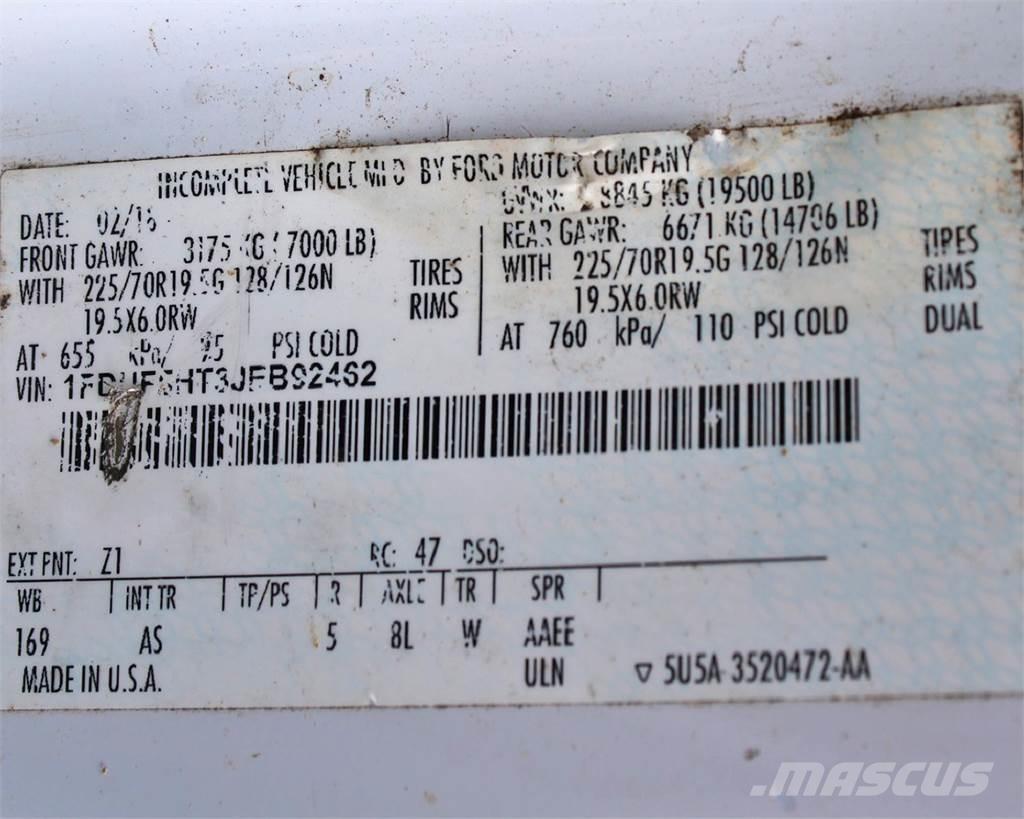 INCOMPLETE VEHICLE MFD BY FORD MOTOR COMPANY
DATE:
GVWR: 8845 KG (19500 LB)
FRONT GAWR: 3175 KG ( 7000 LB)
REAR GAWR: 6671 KG (14706 LB)
WITH 225/70R19.5G 128/126N TIRES
WITH 225/70R19.5G 128/126N TIRES
19.5X6.0RW RIMS
19.5X6.0RW RIMS
AT 655 kPa/ 95 PSI COLD
AT 760 kPa/ 110 PSI COLD DUAL
VIN:
EXT PNT: Z1 RC: 47 DSO:
WB INT TR TP/PS R AXLE TR SPR
169 AS 5 8L W AAEE
MADE IN U.S.A. ULN ▽ 5U5A-3520472-AA
MASCUS